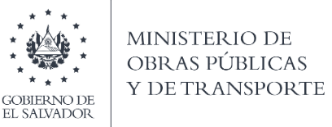 GOBIERNO DE
EL SALVADOR
MINISTERIO DE
OBRAS PÚBLICAS
Y DE TRANSPORTE